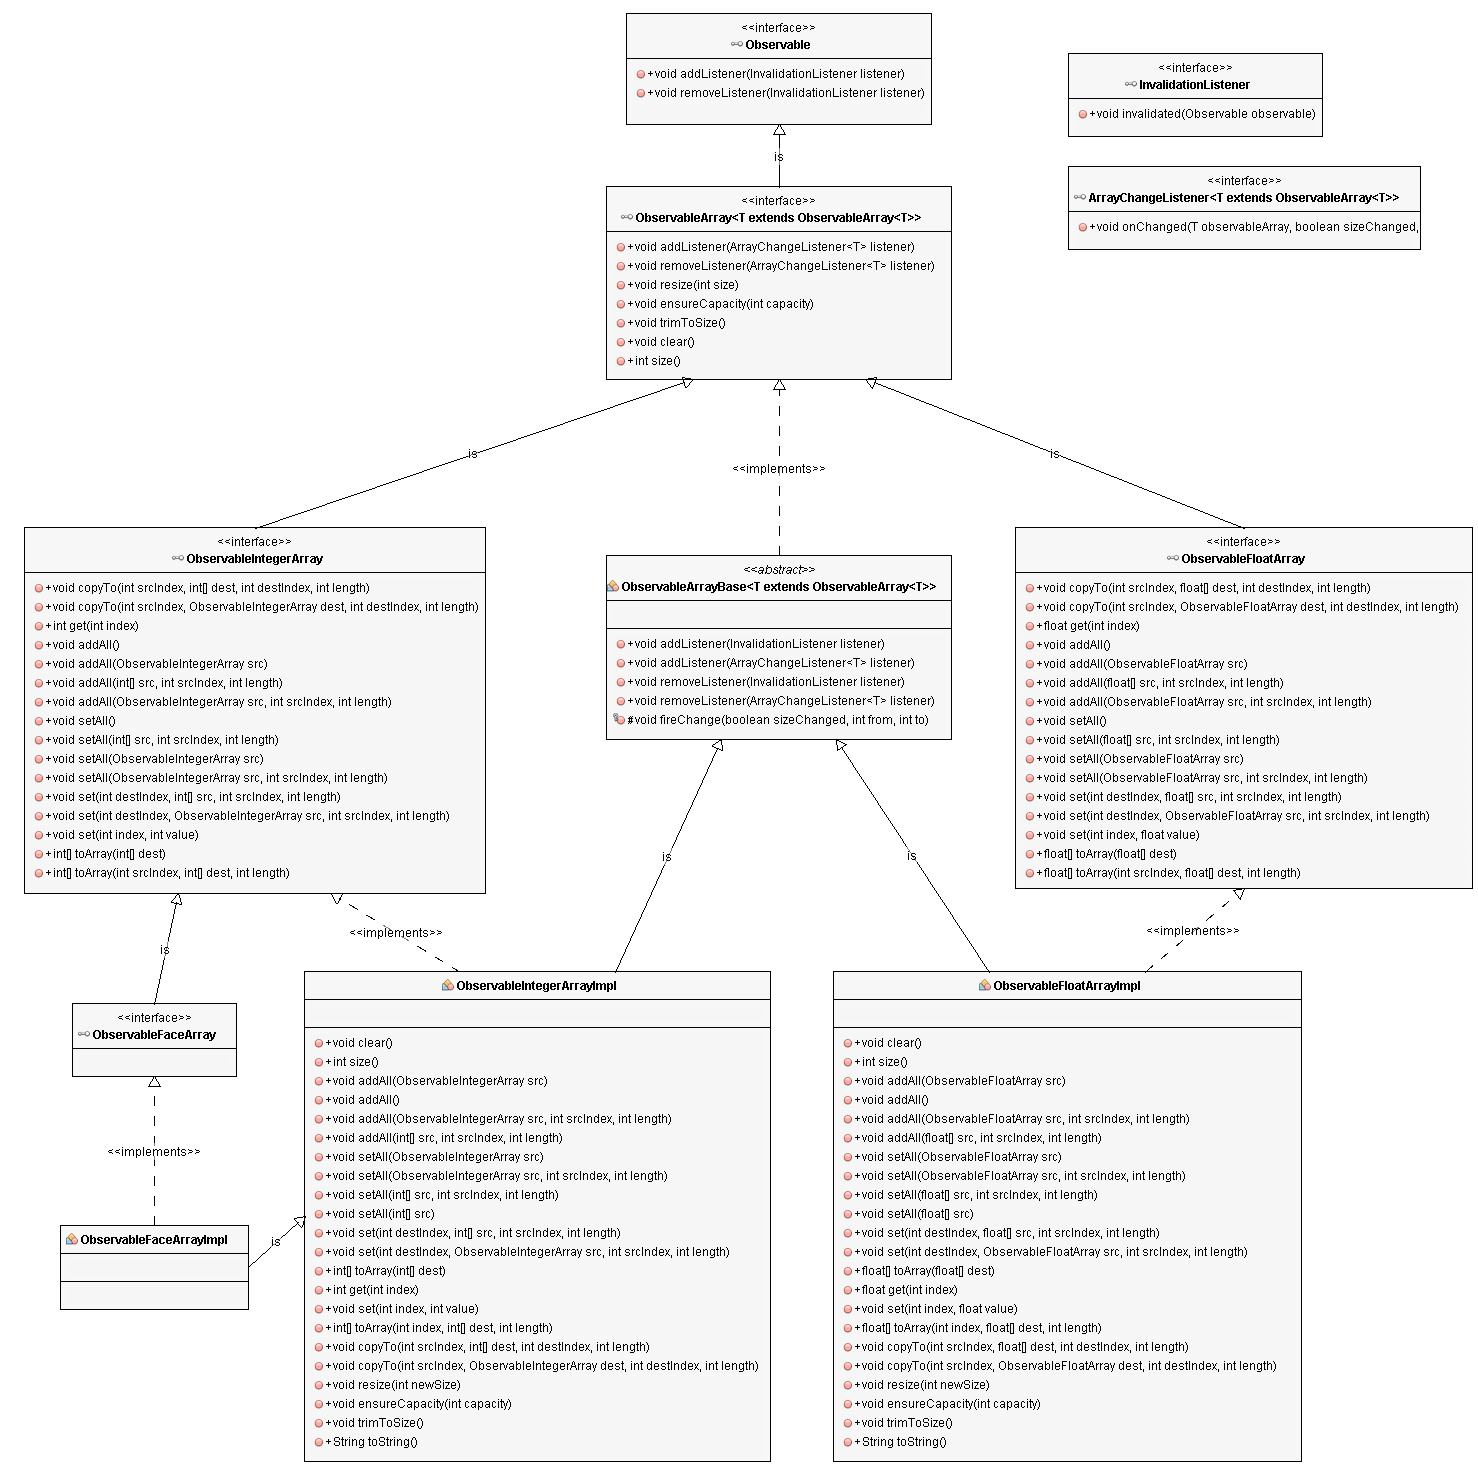 <<interface>>
Observable
+void addListener(InvalidationListener listener)
+void removeListener(InvalidationListener listener)
<<interface>>
InvalidationListener
+void invalidated(Observable observable)
is
<<interface>>
ArrayChangeListener<T extends ObservableArray<T>>
+void onChanged(T observableArray, boolean sizeChanged,
<<interface>>
ObservableArray<T extends ObservableArray<T>>
+void addListener(ArrayChangeListener<T> listener)
+void removeListener(ArrayChangeListener<T> listener)
+void resize(int size)
+void ensureCapacity(int capacity)
+void trimToSize()
+void clear()
+int size()
is
<<implements>>
is
<<interface>>
ObservableIntegerArray
+void copyTo(int srcIndex, int[] dest, int destIndex, int length)
+void copyTo(int srcIndex, ObservableIntegerArray dest, int destIndex, int length)
+int get(int index)
+void addAll()
+void addAll(ObservableIntegerArray src)
+void addAll(int[] src, int srcIndex, int length)
+void addAll(ObservableIntegerArray src, int srcIndex, int length)
+void setAll()
+void setAll(int[] src, int srcIndex, int length)
+void setAll(ObservableIntegerArray src)
+void setAll(ObservableIntegerArray src, int srcIndex, int length)
+void set(int destIndex, int[] src, int srcIndex, int length)
+void set(int destIndex, ObservableIntegerArray src, int srcIndex, int length)
+void set(int index, int value)
+int[] toArray(int[] dest)
+int[] toArray(int srcIndex, int[] dest, int length)
<<abstract>>
ObservableArrayBase<T extends ObservableArray<T>>
+void addListener(InvalidationListener listener)
+void addListener(ArrayChangeListener<T> listener)
+void removeListener(InvalidationListener listener)
+void removeListener(ArrayChangeListener<T> listener)
#void fireChange(boolean sizeChanged, int from, int to)
<<interface>>
ObservableFloatArray
+void copyTo(int srcIndex, float[] dest, int destIndex, int length)
+void copyTo(int srcIndex, ObservableFloatArray dest, int destIndex, int length)
+float get(int index)
+void addAll()
+void addAll(ObservableFloatArray src)
+void addAll(float[] src, int srcIndex, int length)
+void addAll(ObservableFloatArray src, int srcIndex, int length)
+void setAll()
+void setAll(float[] src, int srcIndex, int length)
+void setAll(ObservableFloatArray src)
+void setAll(ObservableFloatArray src, int srcIndex, int length)
+void set(int destIndex, float[] src, int srcIndex, int length)
+void set(int destIndex, ObservableFloatArray src, int srcIndex, int length)
+void set(int index, float value)
+float[] toArray(float[] dest)
+float[] toArray(int srcIndex, float[] dest, int length)
is
is
is
<<implements>>
<<implements>>
<<interface>>
ObservableFaceArray
<<implements>>
ObservableFaceArrayImpl
is
ObservableIntegerArrayImpl
+void clear()
+int size()
+void addAll(ObservableIntegerArray src)
+void addAll()
+void addAll(ObservableIntegerArray src, int srcIndex, int length)
+void addAll(int[] src, int srcIndex, int length)
+void setAll(ObservableIntegerArray src)
+void setAll(ObservableIntegerArray src, int srcIndex, int length)
+void setAll(int[] src, int srcIndex, int length)
+void setAll(int[] src)
+void set(int destIndex, int[] src, int srcIndex, int length)
+void set(int destIndex, ObservableIntegerArray src, int srcIndex, int length)
+int[] toArray(int[] dest)
+int get(int index)
+void set(int index, int value)
+int[] toArray(int index, int[] dest, int length)
+void copyTo(int srcIndex, int[] dest, int destIndex, int length)
+void copyTo(int srcIndex, ObservableIntegerArray dest, int destIndex, int length)
+void resize(int newSize)
+void ensureCapacity(int capacity)
+void trimToSize()
+String toString()
ObservableFloatArrayImpl
+void clear()
+int size()
+void addAll(ObservableFloatArray src)
+void addAll()
+void addAll(ObservableFloatArray src, int srcIndex, int length)
+void addAll(float[] src, int srcIndex, int length)
+void setAll(ObservableFloatArray src)
+void setAll(ObservableFloatArray src, int srcIndex, int length)
+void setAll(float[] src, int srcIndex, int length)
+void setAll(float[] src)
+void set(int destIndex, float[] src, int srcIndex, int length)
+void set(int destIndex, ObservableFloatArray src, int srcIndex, int length)
+float[] toArray(float[] dest)
+float get(int index)
+void set(int index, float value)
+float[] toArray(int index, float[] dest, int length)
+void copyTo(int srcIndex, float[] dest, int destIndex, int length)
+void copyTo(int srcIndex, ObservableFloatArray dest, int destIndex, int length)
+void resize(int newSize)
+void ensureCapacity(int capacity)
+void trimToSize()
+String toString()